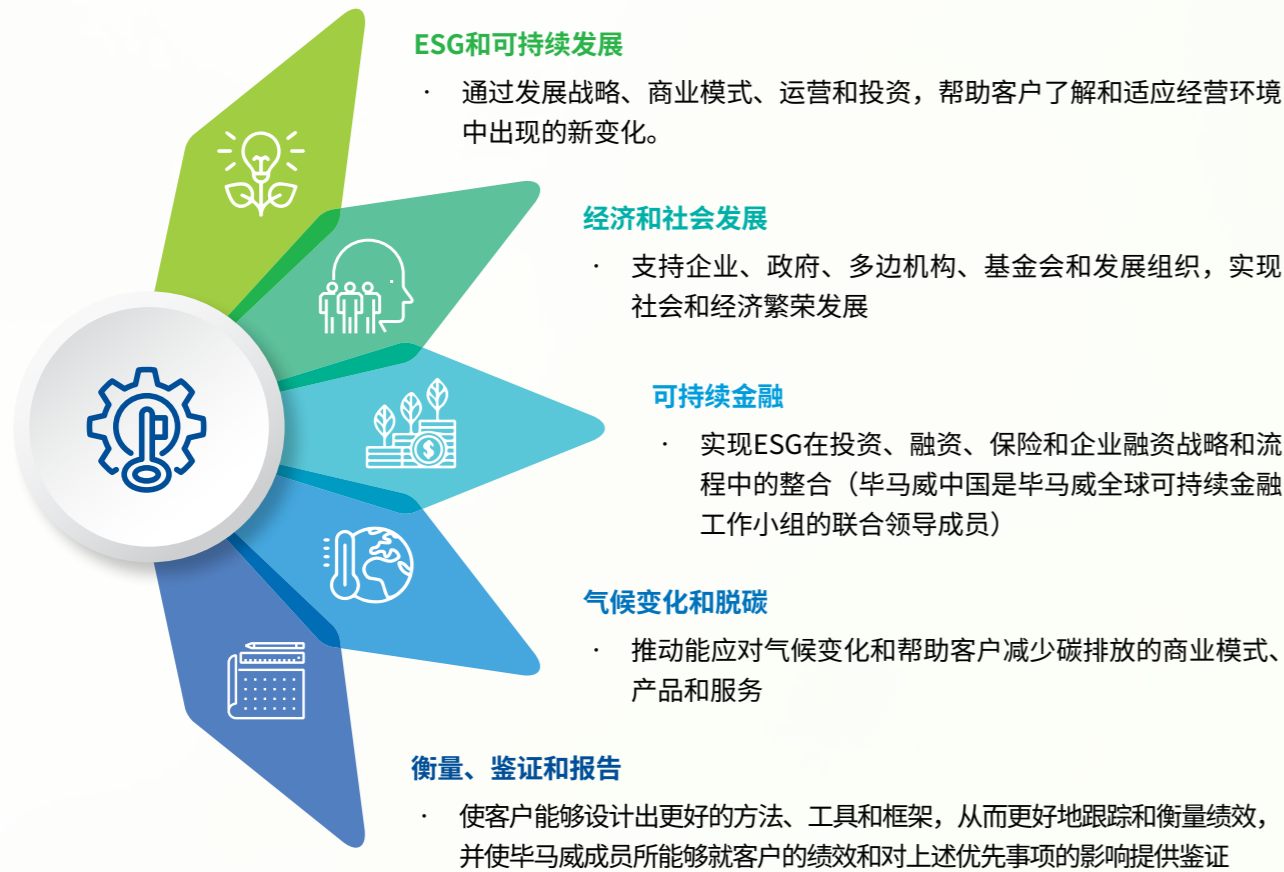 ESG和可持续发展
· 通过发展战略、商业模式、运营和投资，帮助客户了解和适应经营环境
中出现的新变化。
经济和社会发展
· 支持企业、政府、多边机构、基金会和发展组织，实现
社会和经济繁荣发展
可持续金融
· 实现ESG在投资、融资、保险和企业融资战略和流
程中的整合（毕马威中国是毕马威全球可持续金融
工作小组的联合领导成员）
气候变化和脱碳
· 推动能应对气候变化和帮助客户减少碳排放的商业模式、
产品和服务
衡量、鉴证和报告
· 使客户能够设计出更好的方法、工具和框架，从而更好地跟踪和衡量绩效，
并使毕马威成员所能够就客户的绩效和对上述优先事项的影响提供鉴证
$